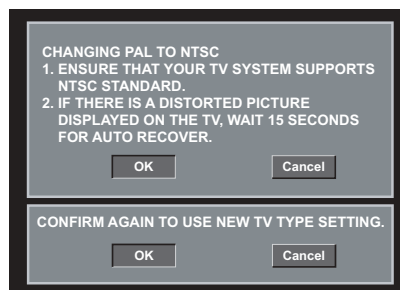 CHANGING PAL TO NTSC
1. ENSURE THAT YOUR TV SYSTEM SUPPORTS
NTSC STANDARD.
2. IF THERE IS A DISTORTED PICTURE
DISPLAYED ON THE TV, WAIT 15 SECONDS
FOR AUTO RECOVER.
OK Cancel
CONFIRM AGAIN TO USE NEW TV TYPE SETTING.
OK Cancel